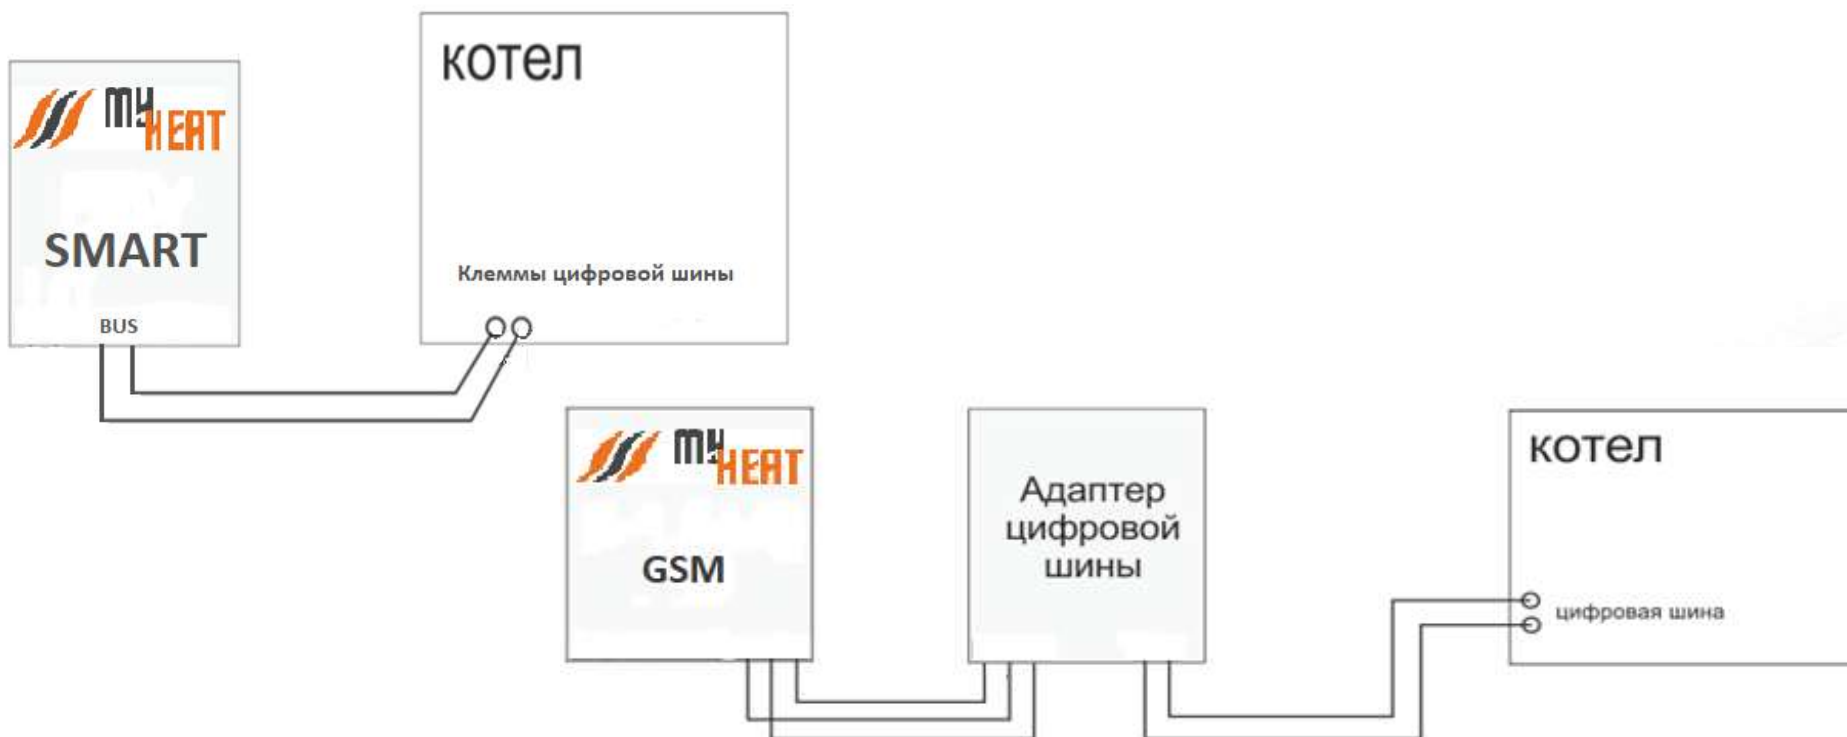 MY
HEAT
SMART
BUS
котел
Клеммы цифровой шины
MY
HEAT
GSM
Адаптер
цифровой
шины
котел
цифровая шина